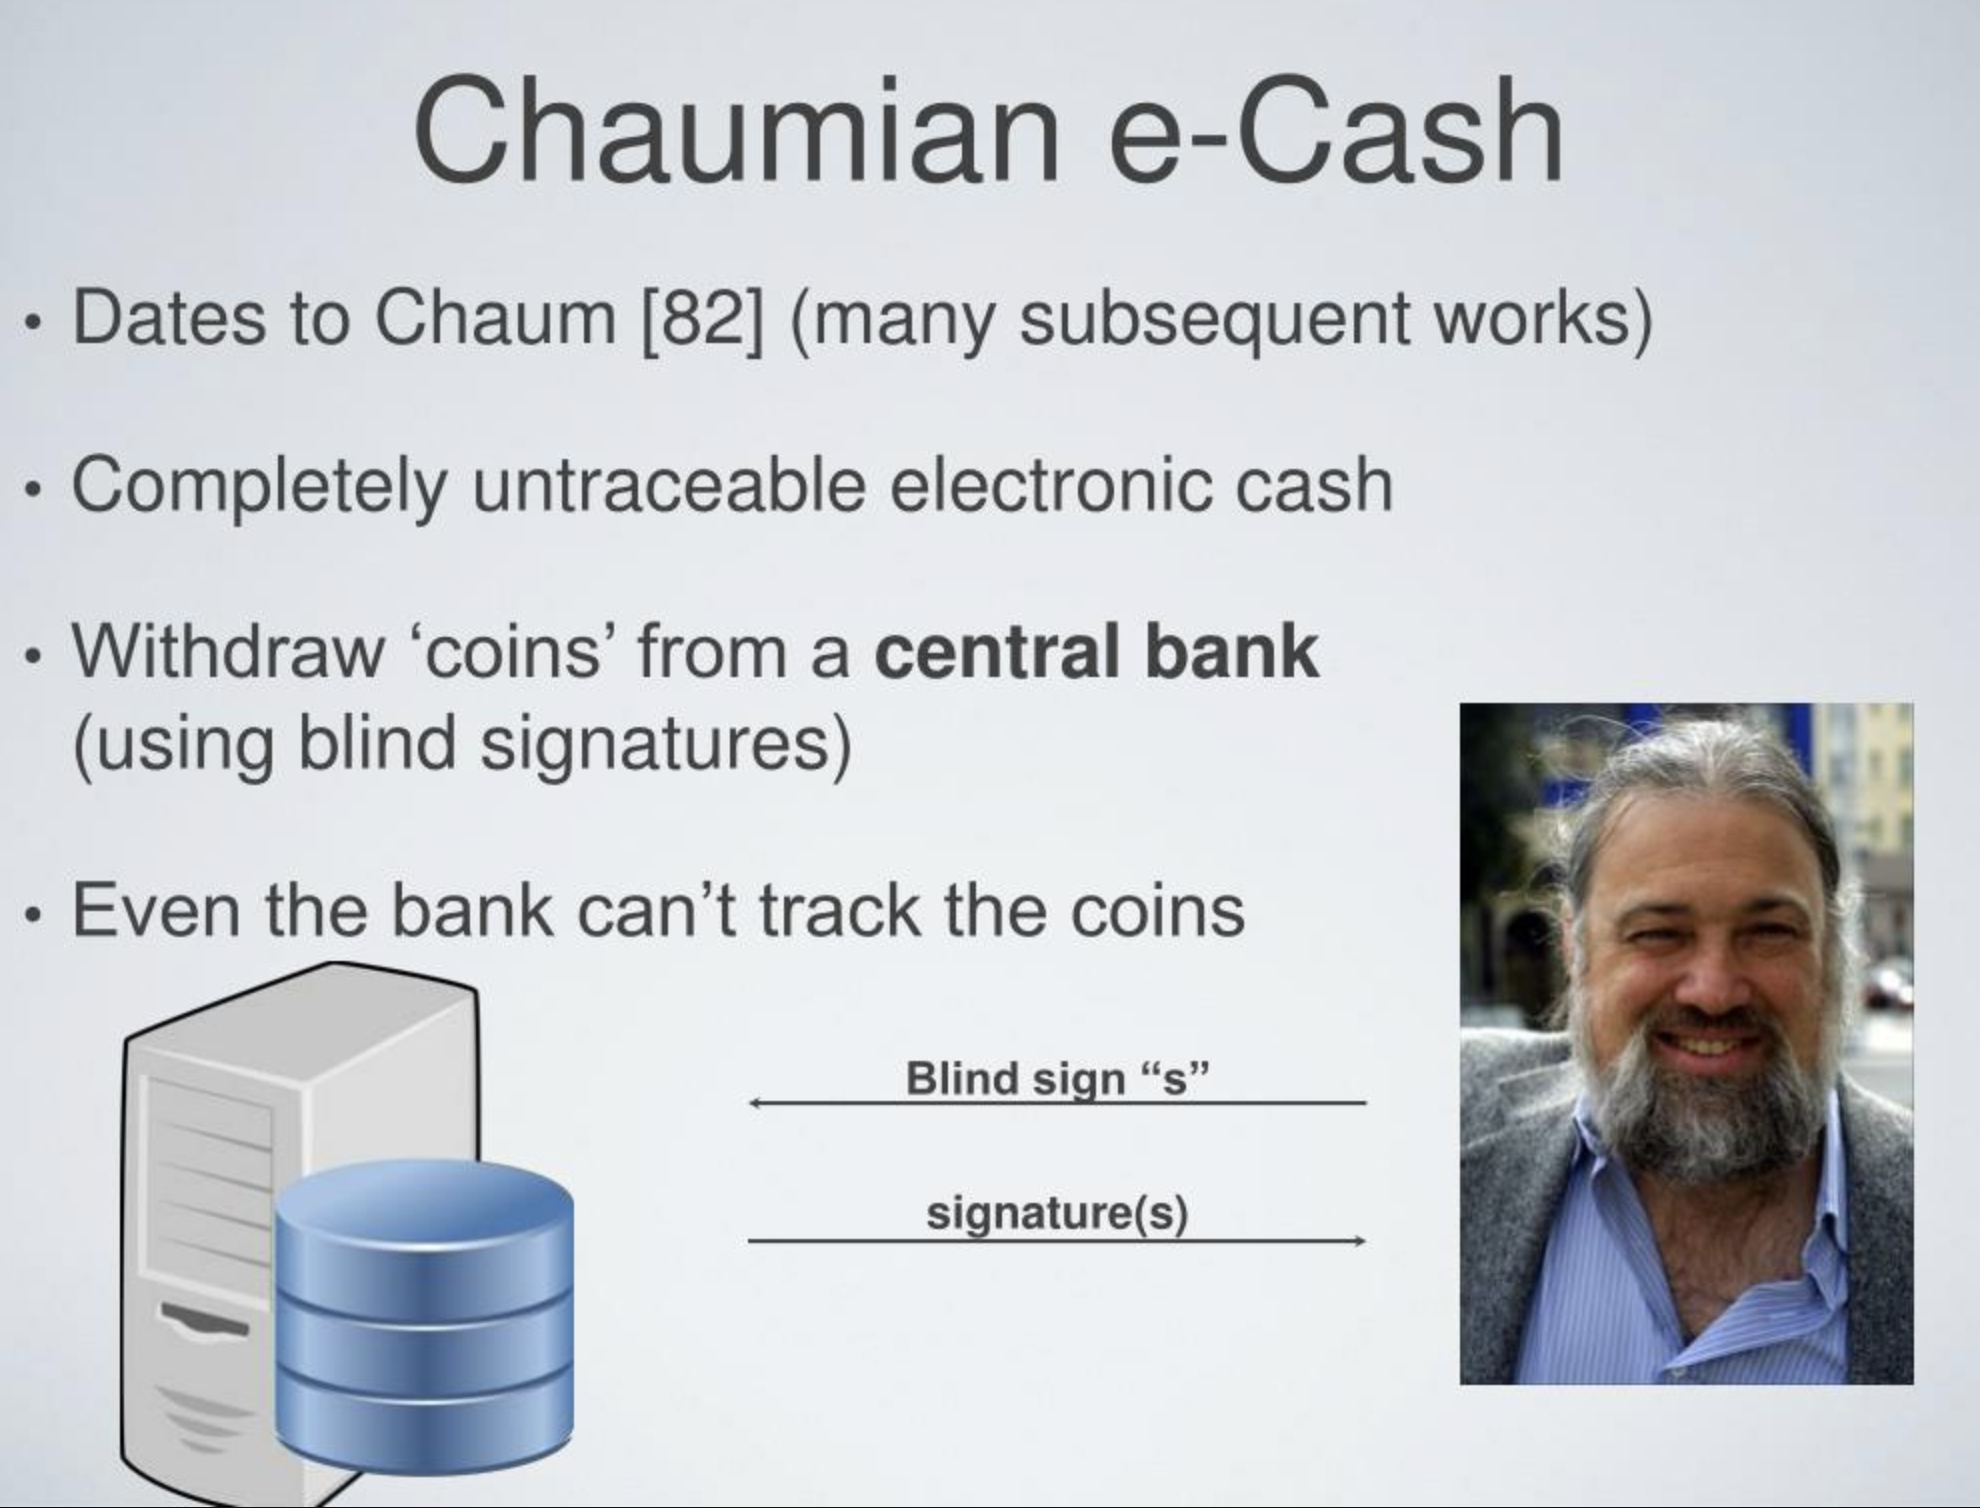 Chaumian e-Cash
• Dates to Chaum [82] (many subsequent works)
• Completely untraceable electronic cash
• Withdraw ‘coins’ from a central bank
(using blind signatures)
• Even the bank can’t track the coins
Blind sign “s”
signature(s)